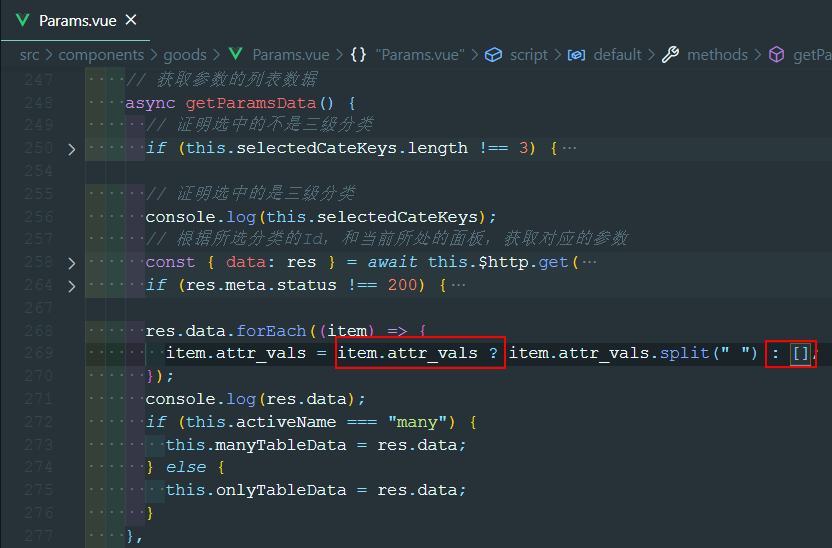 Params.vue ×
src > components > goods > Params.vue > {} "Params.vue" > script > default > methods > getPa
247 // 获取参数的列表数据
248 async getParamsData() {
249 // 证明选中的不是三级分类
250 if (this.selectedCateKeys.length !== 3) {…
254
255 // 证明选中的是三级分类
256 console.log(this.selectedCateKeys);
257 // 根据所选分类的Id，和当前所处的面板，获取对应的参数
258 const { data: res } = await this.$http.get(…
264 if (res.meta.status !== 200) {…
267
268 res.data.forEach((item) => {
269 item.attr_vals = item.attr_vals ? item.attr_vals.split(" ") : [];
270 });
271 console.log(res.data);
272 if (this.activeName === "many") {
273 this.manyTableData = res.data;
274 } else {
275 this.onlyTableData = res.data;
276 }
277 },